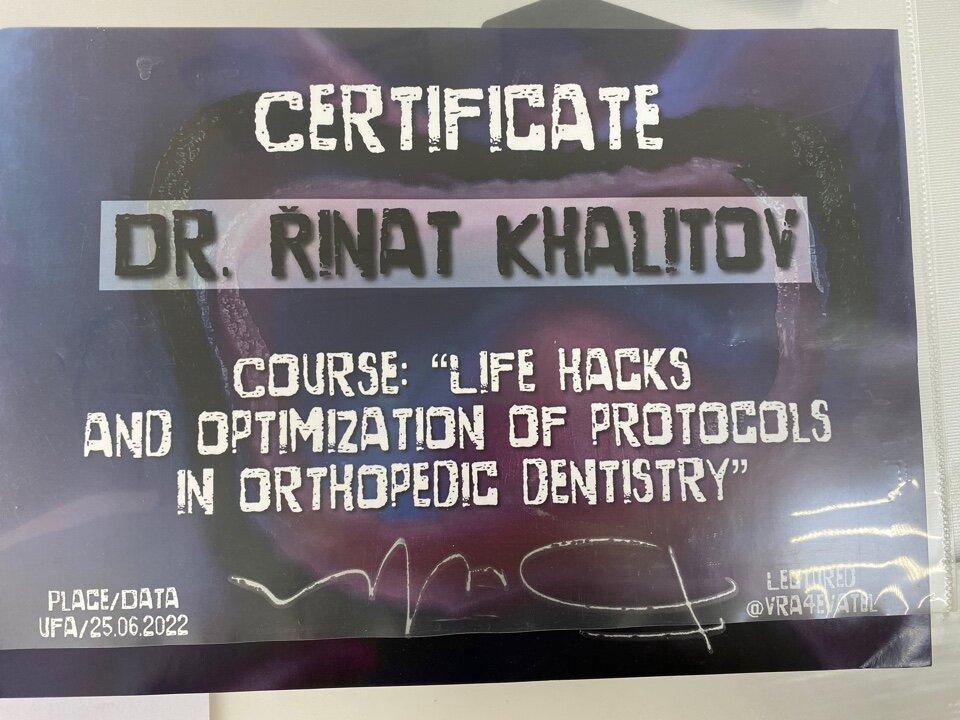 CERTIFICATE
DR. ŘINAT KHALITOV
COURSE: “LIFE HACKS
AND OPTIMIZATION OF PROTOCOLS
IN ORTHOPEDIC DENTISTRY”
PLACE/DATA
UFA/25.06.2022
LECTURED